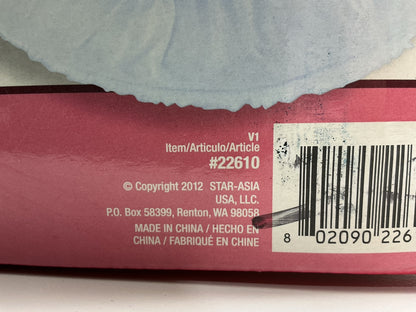 V1
Item/Articulo/Article
#22610
© Copyright 2012 STAR-ASIA
USA, LLC.
P.O. Box 58399, Renton, WA 98058
MADE IN CHINA / HECHO EN
CHINA / FABRIQUÉ EN CHINE
8 02090 226